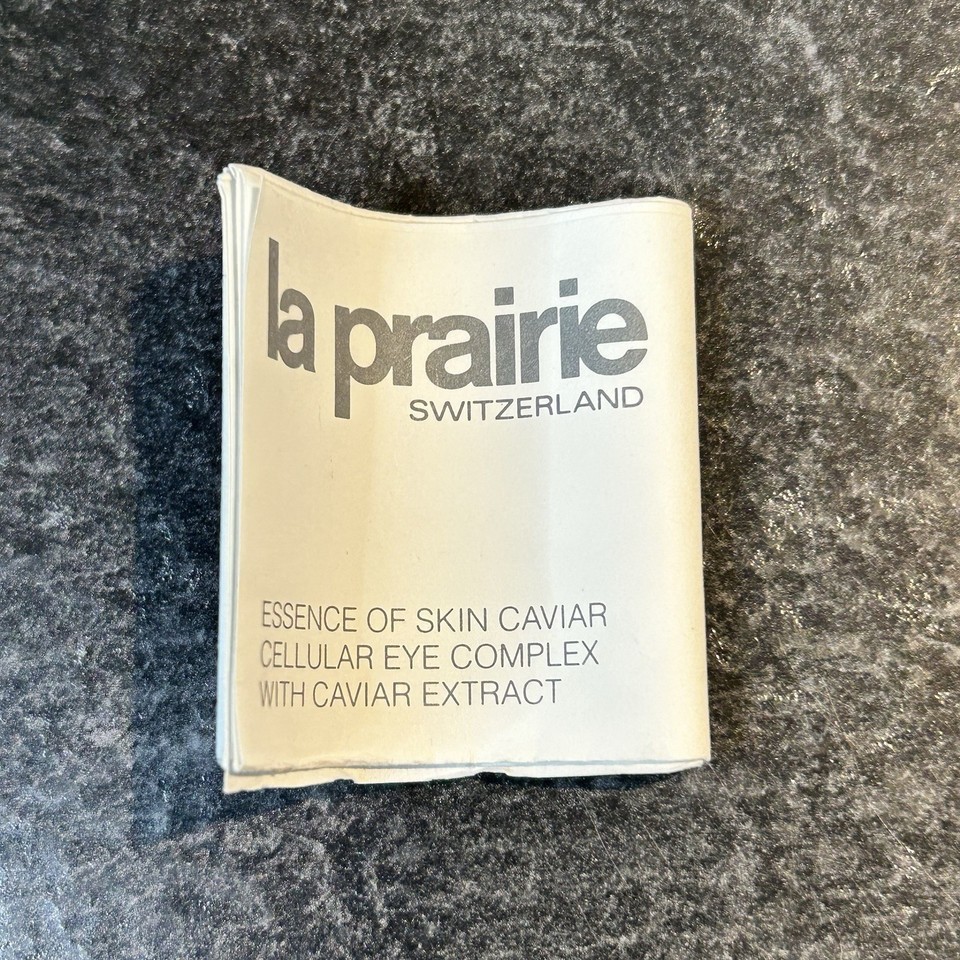 la prairie
SWITZERLAND
ESSENCE OF SKIN CAVIAR
CELLULAR EYE COMPLEX
WITH CAVIAR EXTRACT